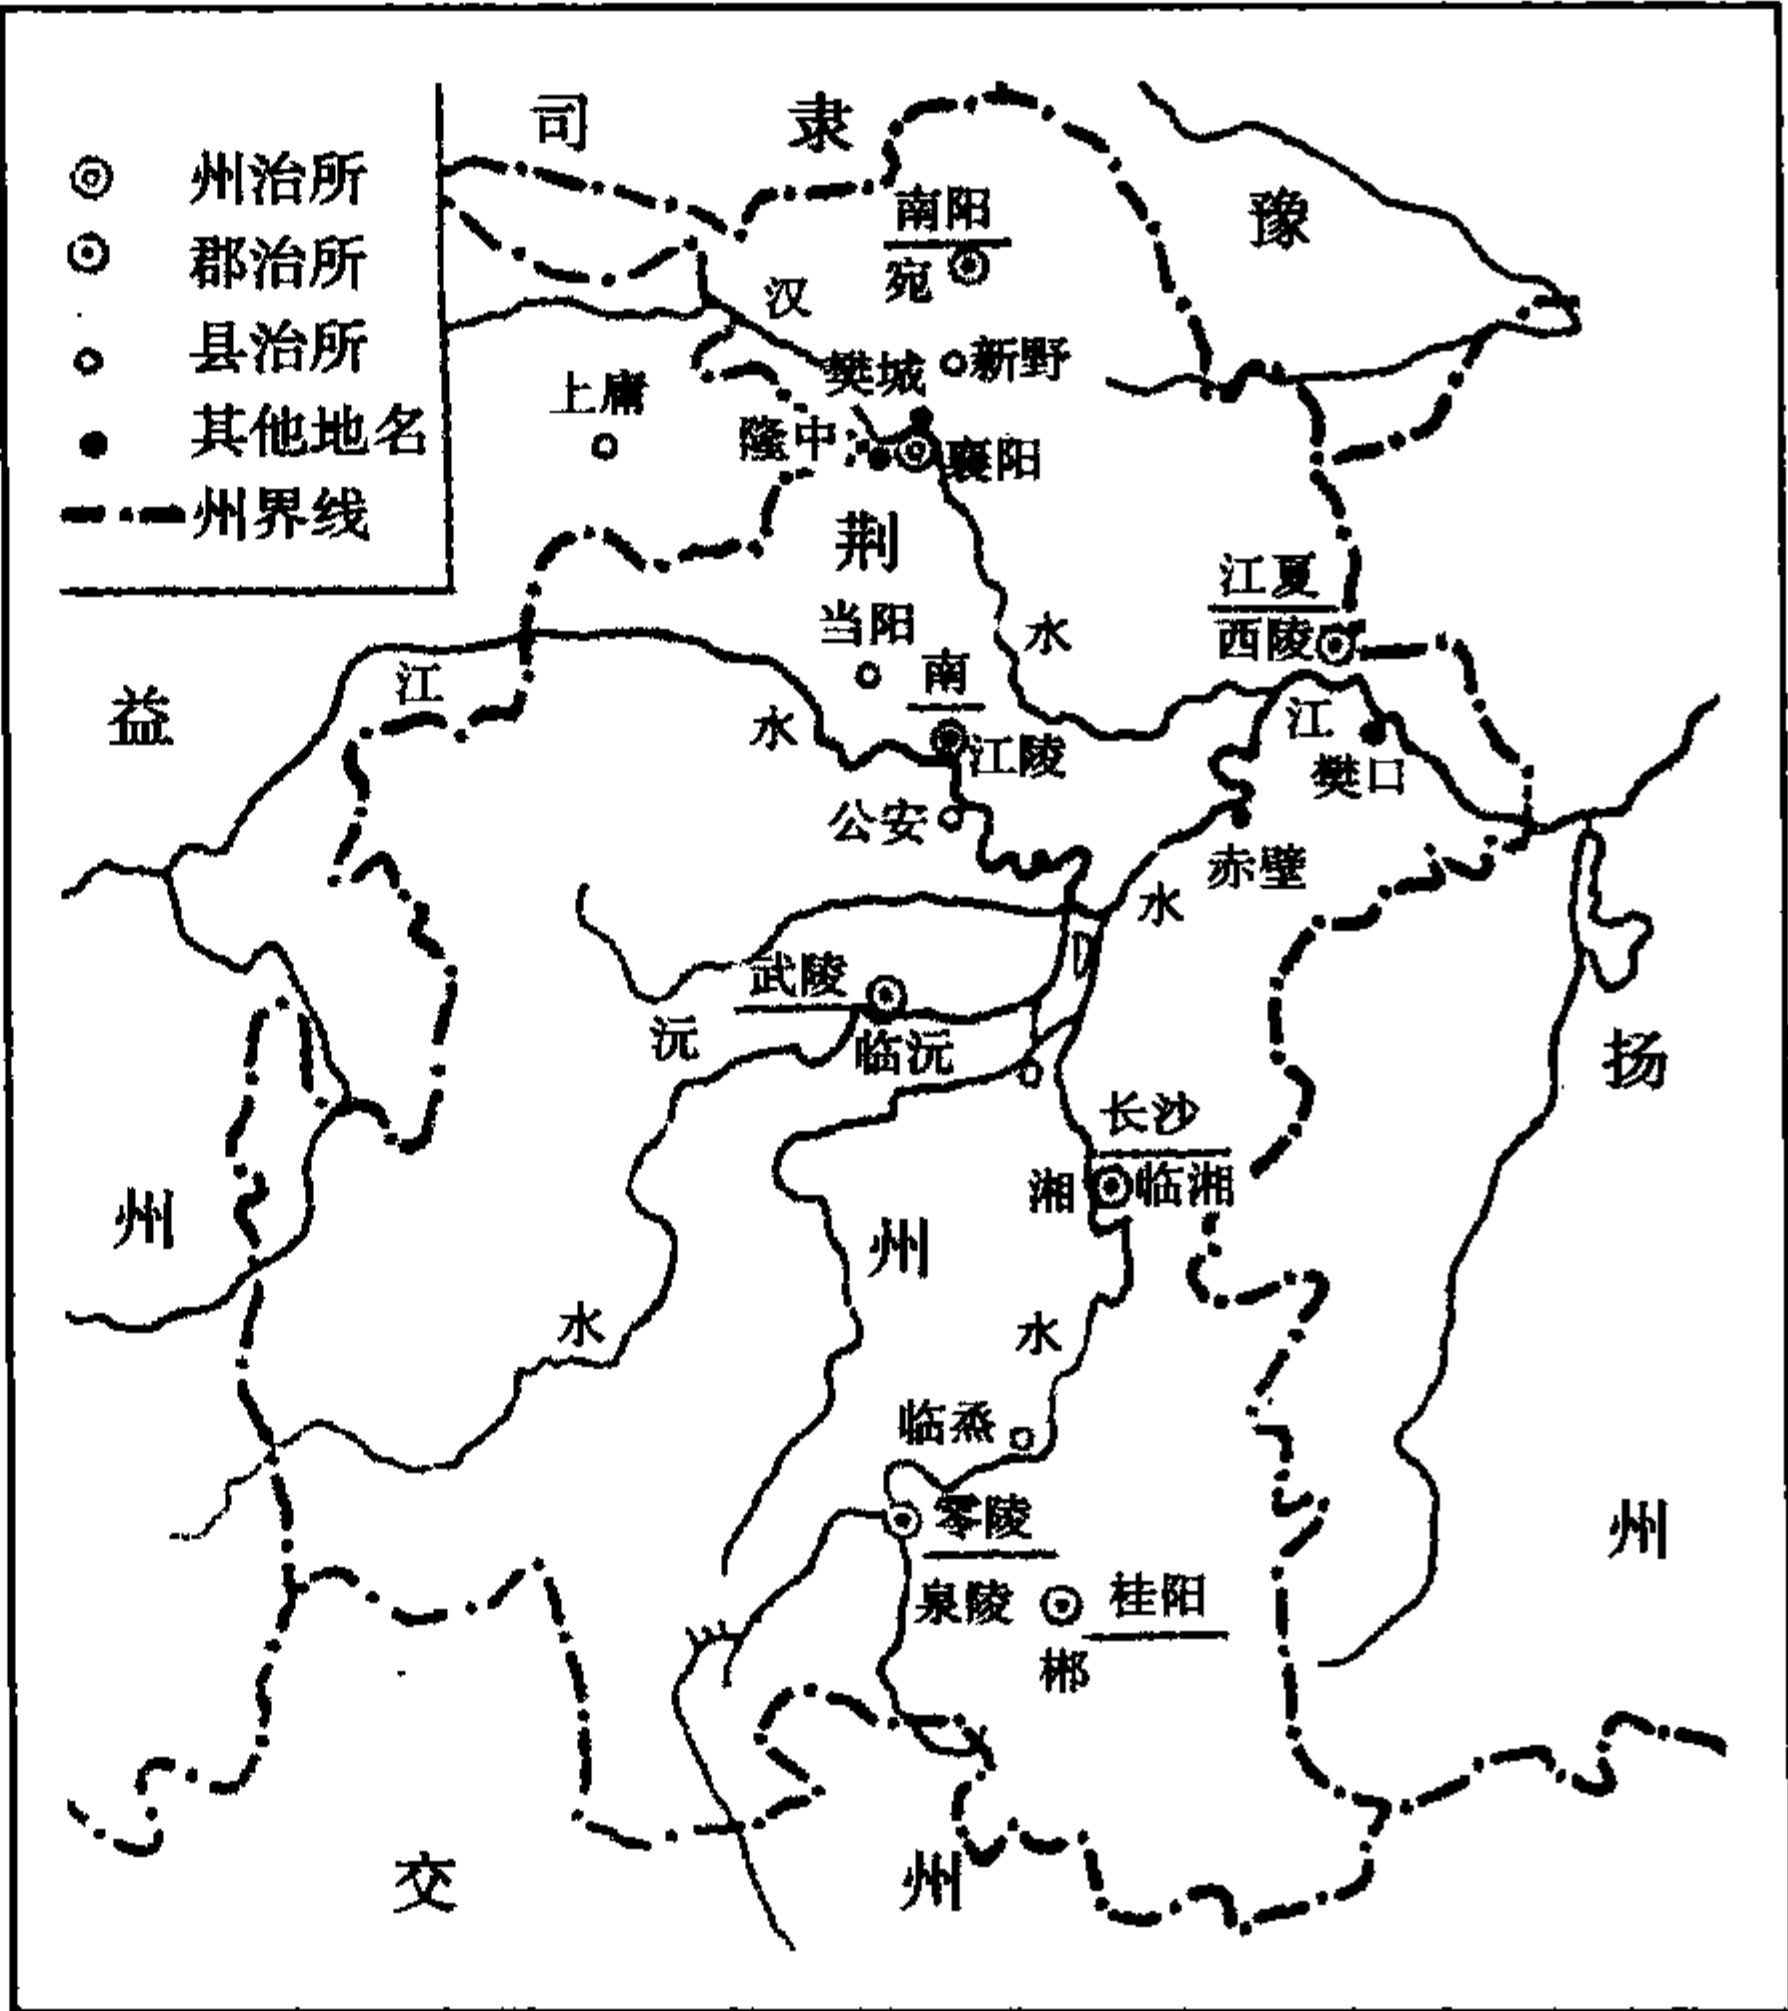 州治所
郡治所
县治所
其他地名
州界线
司隶
豫
南阳
宛
汉
新野
樊城
上庸
隆中
襄阳
荆
江夏
水
西陵
当阳
南
江
益
水
江
江陵
樊口
公安
赤壁
水
武陵
沅
临沅
扬
长沙
湘
临湘
州
州
水
水
临烝
零陵
州
泉陵
桂阳
郴
交州